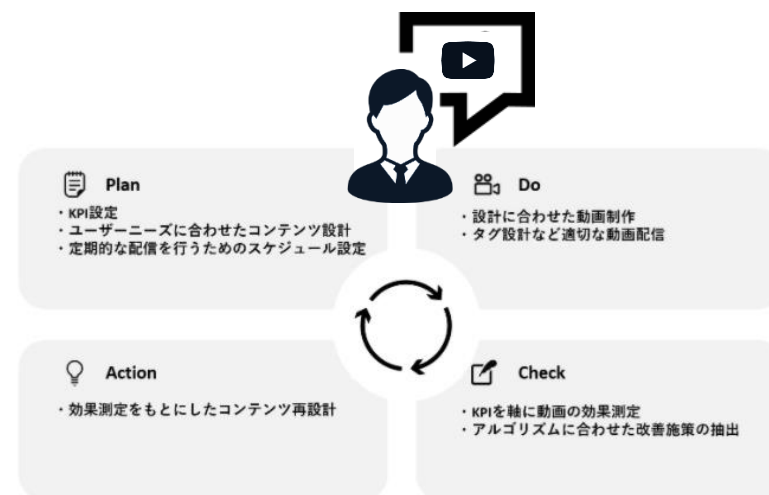 Plan
・KPI設定
・ユーザーニーズに合わせたコンテンツ設計
・定期的な配信を行うためのスケジュール設定
Do
・設計に合わせた動画制作
・タグ設計など適切な動画配信
Action
・効果測定をもとにしたコンテンツ再設計
Check
・KPIを軸に動画の効果測定
・アルゴリズムに合わせた改善施策の抽出